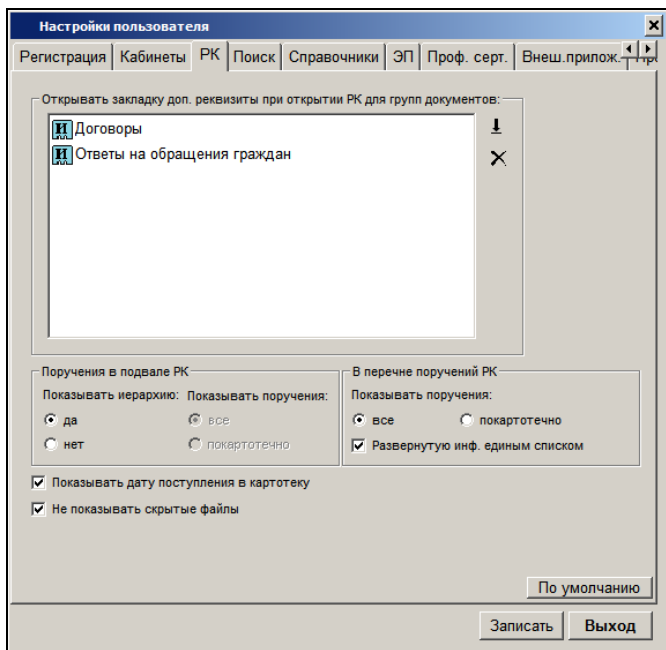 Настройки пользователя
Регистрация Кабинеты РК Поиск Справочники ЭП Проф. серт. Внеш.прилож.
Открывать закладку доп. реквизиты при открытии РК для групп документов:
Договоры
Ответы на обращения граждан
Поручения в подвале РК
Показывать иерархию: Показывать поручения:
да все
нет покартотечно
В перечне поручений РК
Показывать поручения:
все покартотечно
Развернутую инф. единым списком
Показывать дату поступления в картотеку
Не показывать скрытые файлы
По умолчанию
Записать Выход